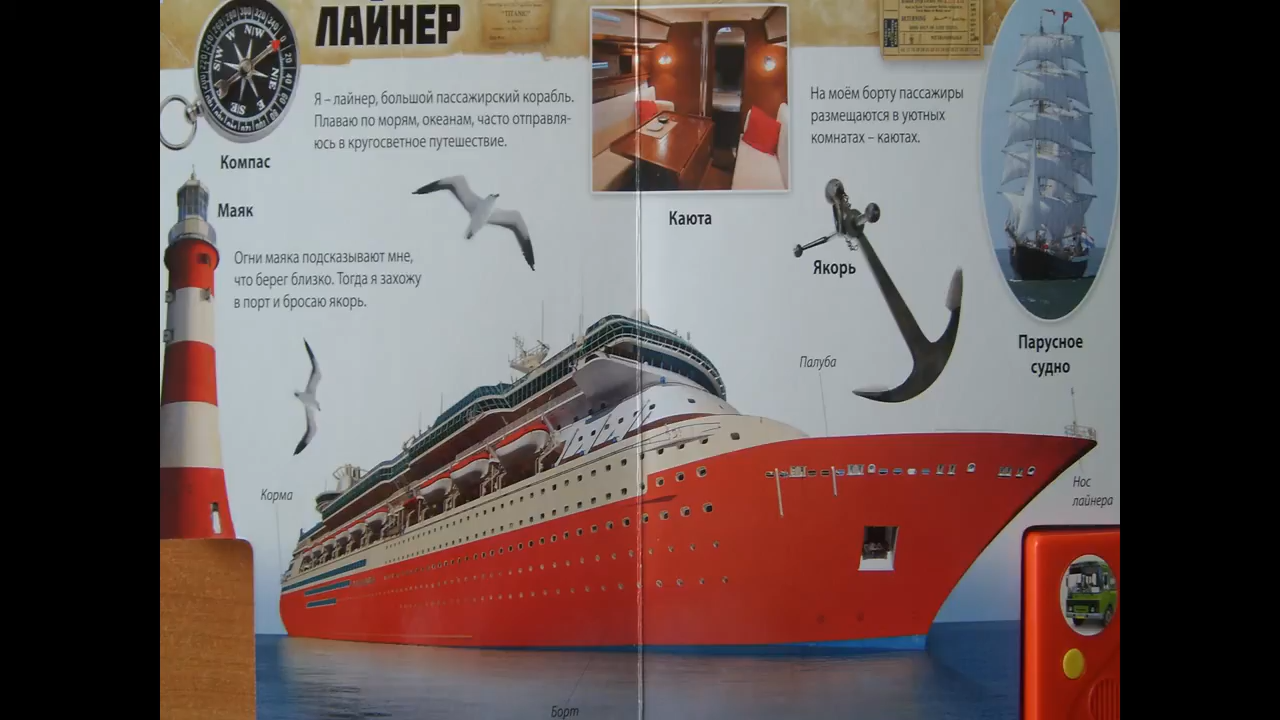 ЛАЙНЕР
"TITANIC"
Я – лайнер, большой пассажирский корабль.
Плаваю по морям, океанам, часто отправля-
юсь в кругосветное путешествие.
На моём борту пассажиры
размещаются в уютных
комнатах – каютах.
Компас
Маяк
Каюта
Огни маяка подсказывают мне,
что берег близко. Тогда я захожу
в порт и бросаю якорь.
Якорь
Парусное
судно
Палуба
Корма
Нос
лайнера
Борт